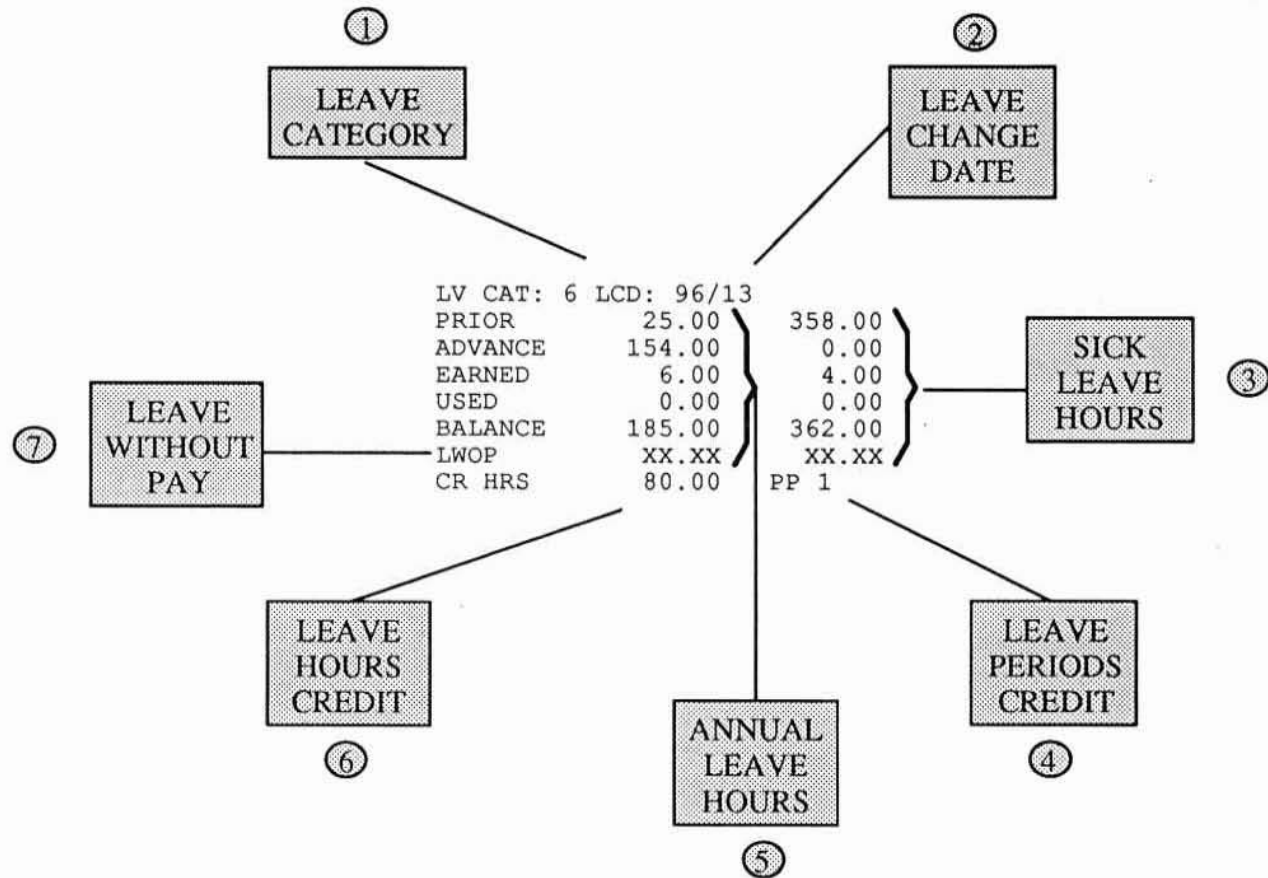 1
2
LEAVE
CATEGORY
LEAVE
CHANGE
DATE
LV CAT: 6 LCD: 96/13
PRIOR 25.00 358.00
ADVANCE 154.00 0.00
EARNED 6.00 4.00
USED 0.00 0.00
BALANCE 185.00 362.00
LWOP XX.XX XX.XX
CR HRS 80.00 PP 1
SICK
LEAVE
HOURS
3
7
LEAVE
WITHOUT
PAY
LEAVE
HOURS
CREDIT
6
ANNUAL
LEAVE
HOURS
5
LEAVE
PERIODS
CREDIT
4